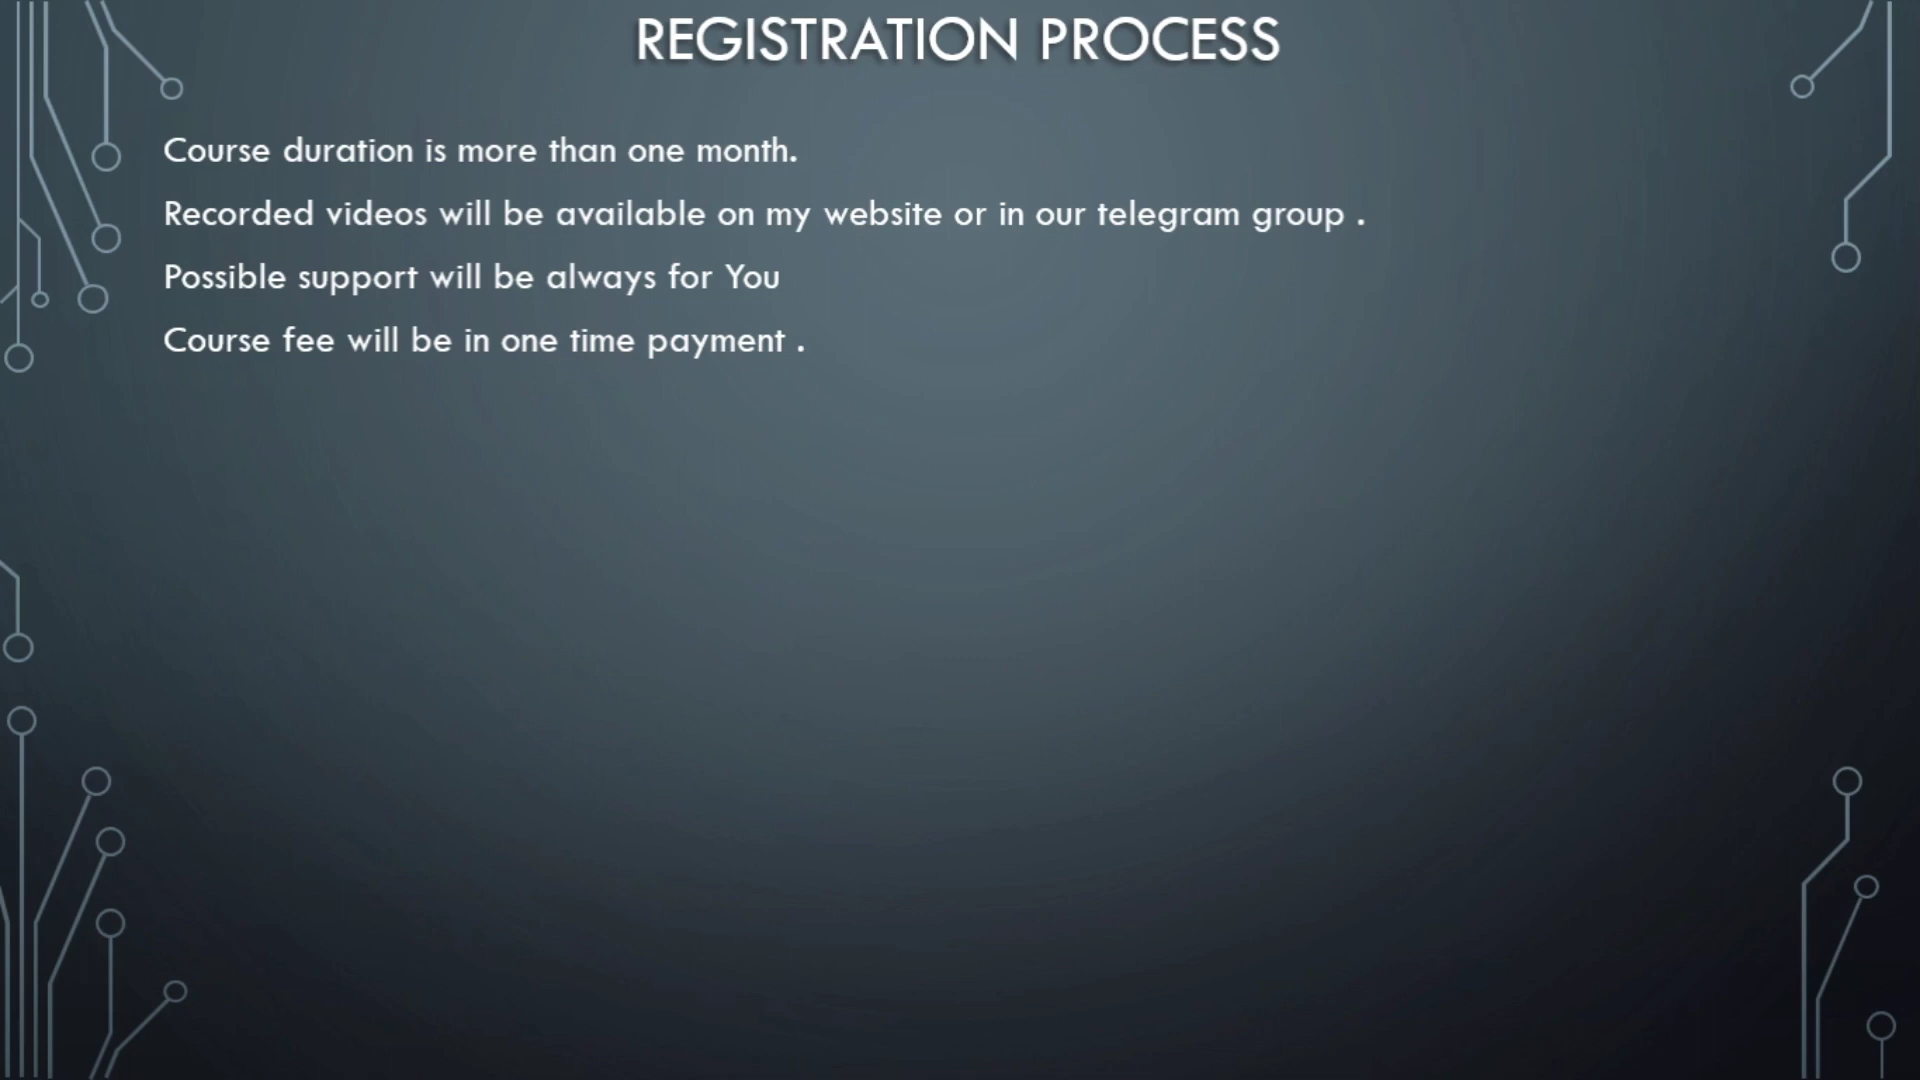 REGISTRATION PROCESS
Course duration is more than one month.
Recorded videos will be available on my website or in our telegram group .
Possible support will be always for You
Course fee will be in one time payment .